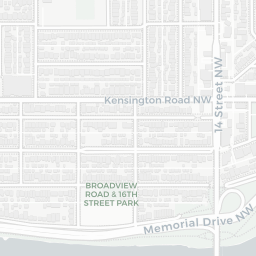 Kensington Road NW
14 Street NW
BROADVIEW
ROAD & 16TH
STREET PARK
Memorial Drive NW